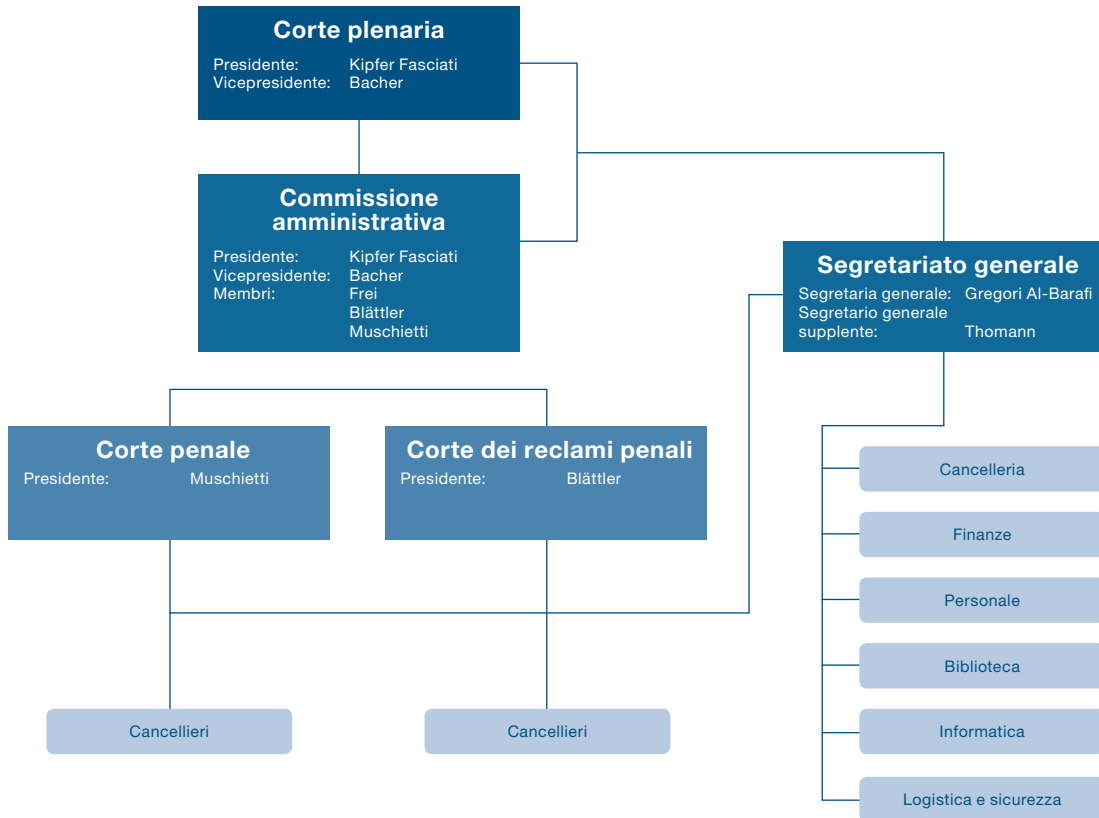 Corte plenaria
Presidente: Kipfer Fasciati
Vicepresidente: Bacher
Commissione
amministrativa
Presidente: Kipfer Fasciati
Vicepresidente: Bacher
Membri: Frei
Blättler
Muschietti
Segretariato generale
Segretaria generale: Gregori Al-Barafi
Segretario generale
supplente: Thomann
Corte penale
Presidente: Muschietti
Corte dei reclami penali
Presidente: Blättler
Cancelleria
Finanze
Personale
Biblioteca
Informatica
Logistica e sicurezza
Cancellieri
Cancellieri